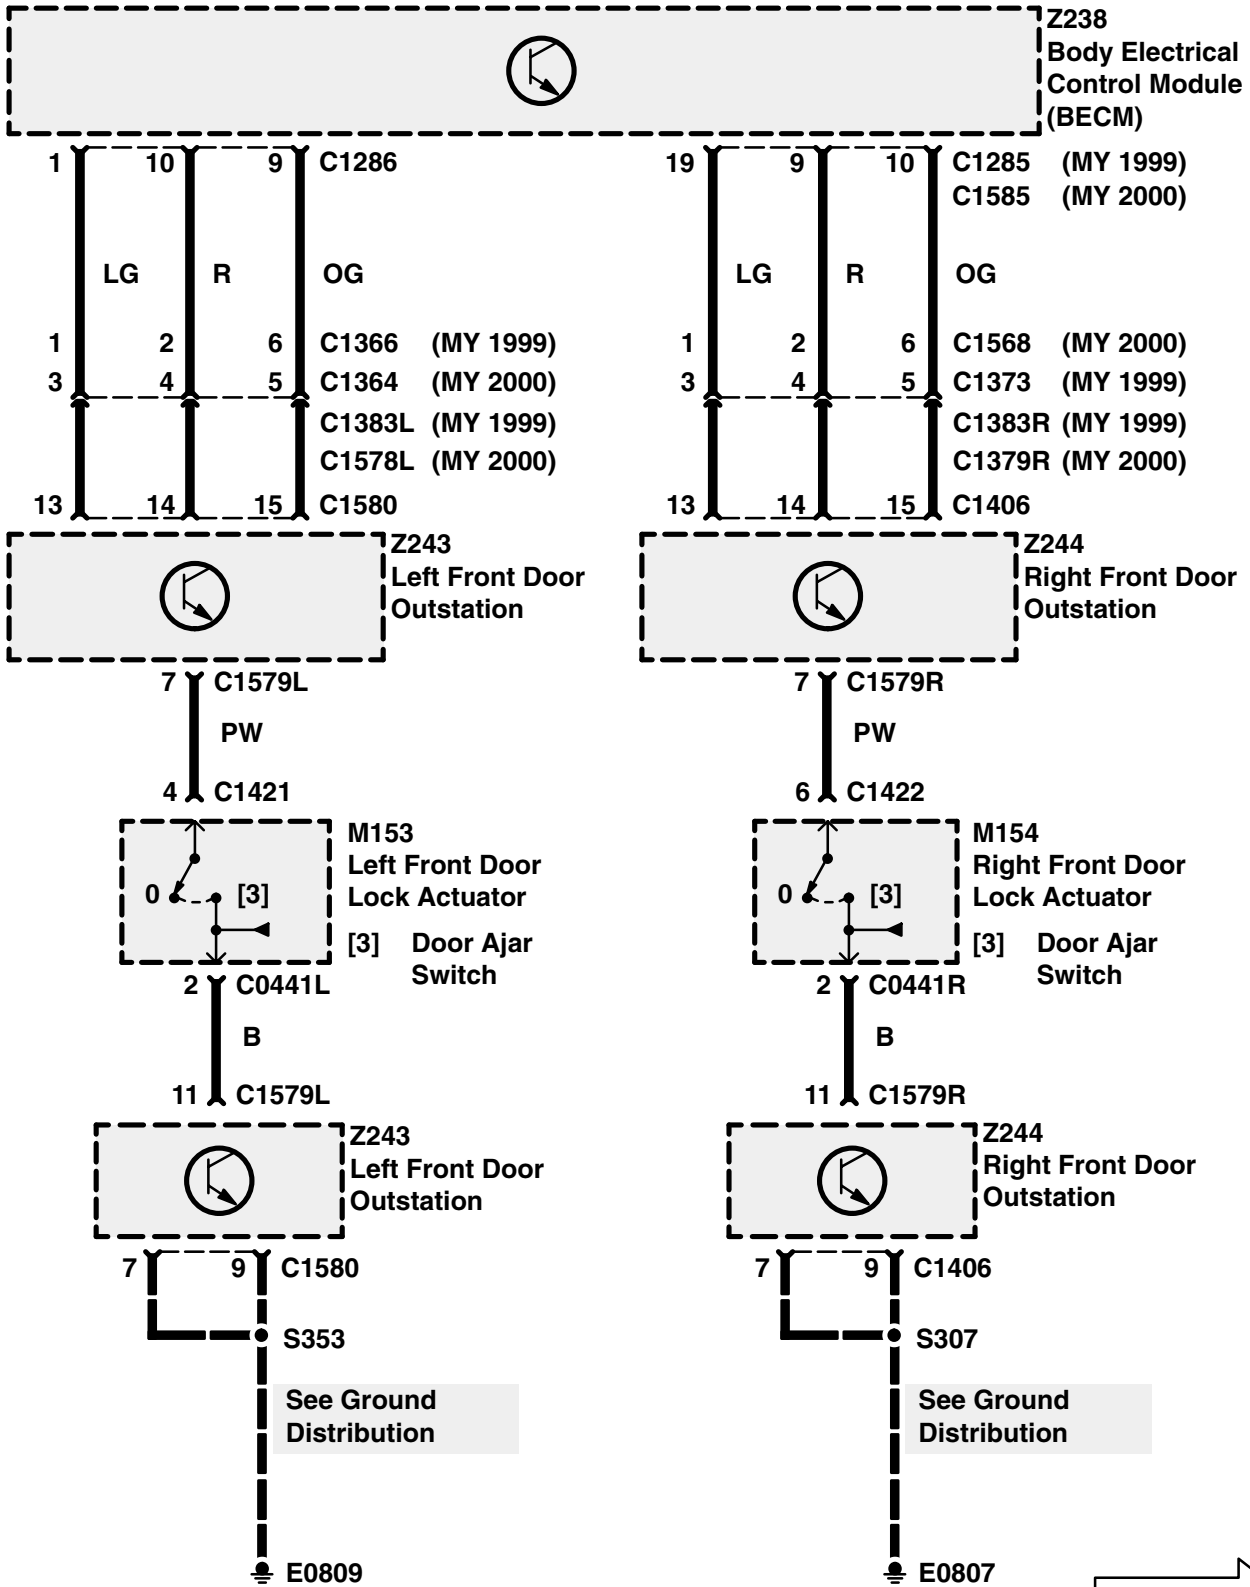 Z238
Body Electrical
Control Module
(BECM)
1 10 9 C1286 19 9 10 C1285 (MY 1999)
C1585 (MY 2000)
LG R OG LG R OG
1 2 6 C1366 (MY 1999) 1 2 6 C1568 (MY 2000)
3 4 5 C1364 (MY 2000) 3 4 5 C1373 (MY 1999)
C1383L (MY 1999) C1383R (MY 1999)
C1578L (MY 2000) C1379R (MY 2000)
13 14 15 C1580 13 14 15 C1406
Z243 Z244
Left Front Door Right Front Door
Outstation Outstation
7 C1579L 7 C1579R
PW PW
4 C1421 6 C1422
M153 M154
Left Front Door Right Front Door
0 [3] Lock Actuator 0 [3] Lock Actuator
[3] Door Ajar [3] Door Ajar
Switch Switch
2 C0441L 2 C0441R
B B
11 C1579L 11 C1579R
Z243 Z244
Left Front Door Right Front Door
Outstation Outstation
7 9 C1580 7 9 C1406
S353 S307
See Ground See Ground
Distribution Distribution
E0809 E0807